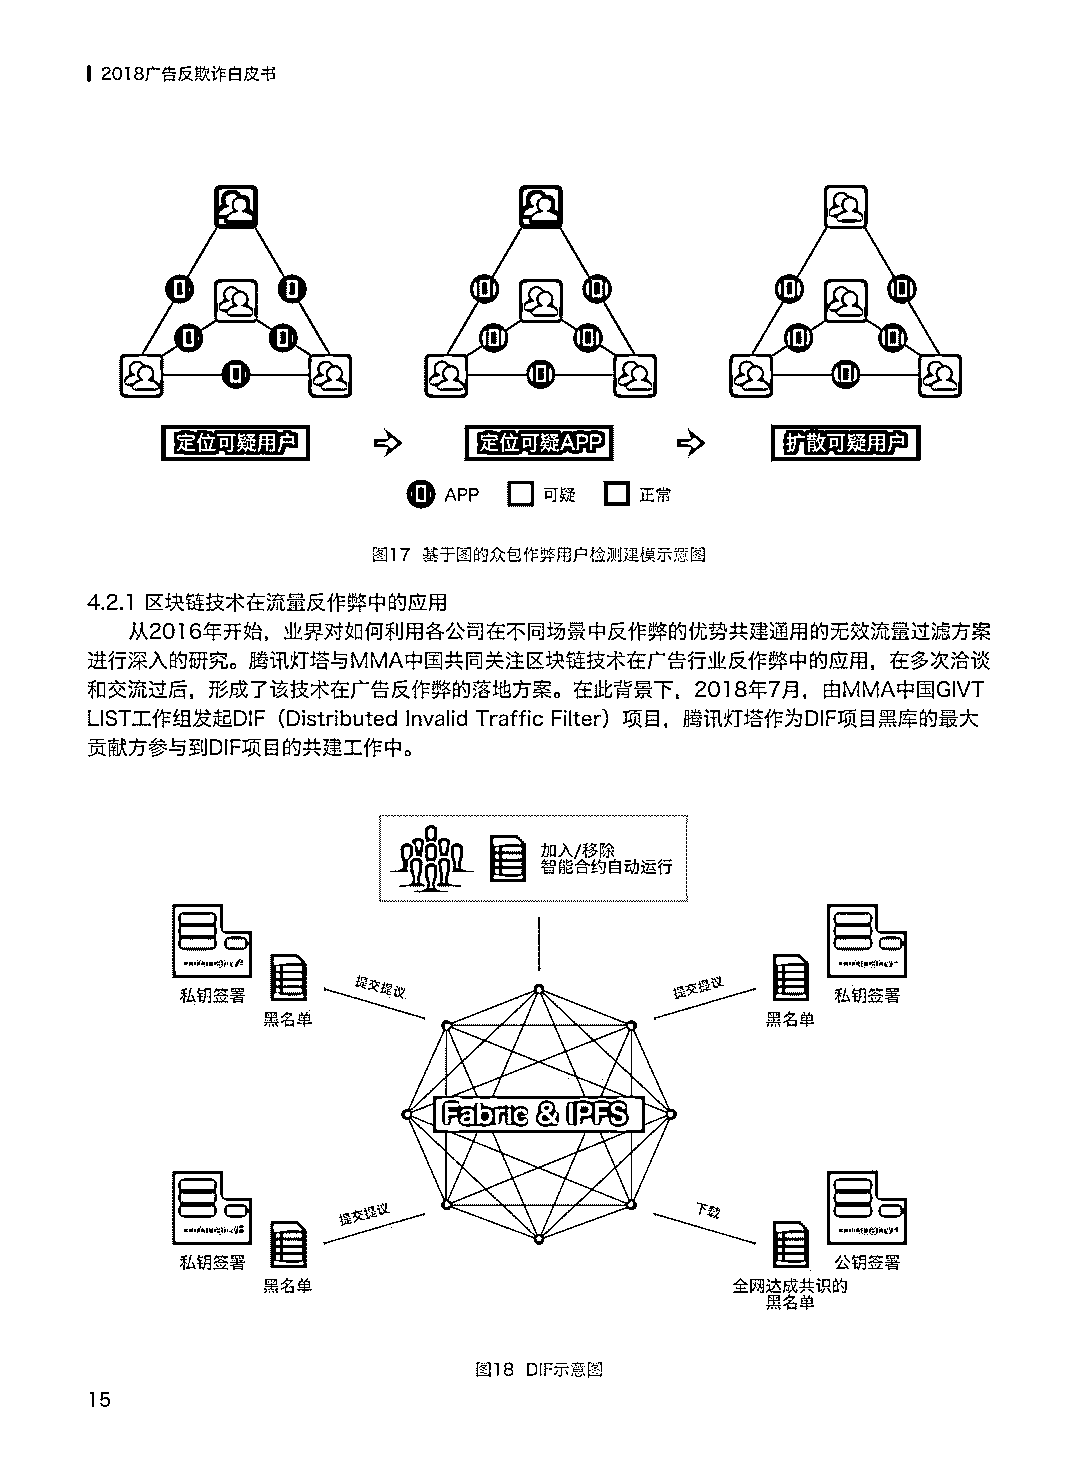 2018广告反欺诈白皮书
定位可疑用户
定位可疑APP
扩散可疑用户
APP 可疑 正常
图17 基于图的众包作弊用户检测建模示意图
4.2.1 区块链技术在流量反作弊中的应用
从2016年开始，业界对如何利用各公司在不同场景中反作弊的优势共建通用的无效流量过滤方案
进行深入的研究。腾讯灯塔与MMA中国共同关注区块链技术在广告行业反作弊中的应用，在多次洽谈
和交流过后，形成了该技术在广告反作弊的落地方案。在此背景下，2018年7月，由MMA中国GIVT
LIST工作组发起DIF（Distributed Invalid Traffic Filter）项目，腾讯灯塔作为DIF项目黑库的最大
贡献方参与到DIF项目的共建工作中。
加入/移除
智能合约自动运行
私钥签署
黑名单
提交提议
提交提议
黑名单
私钥签署
Fabric & IPFS
私钥签署
黑名单
提交提议
下载
公钥签署
全网达成共识的
黑名单
图18 DIF示意图
15